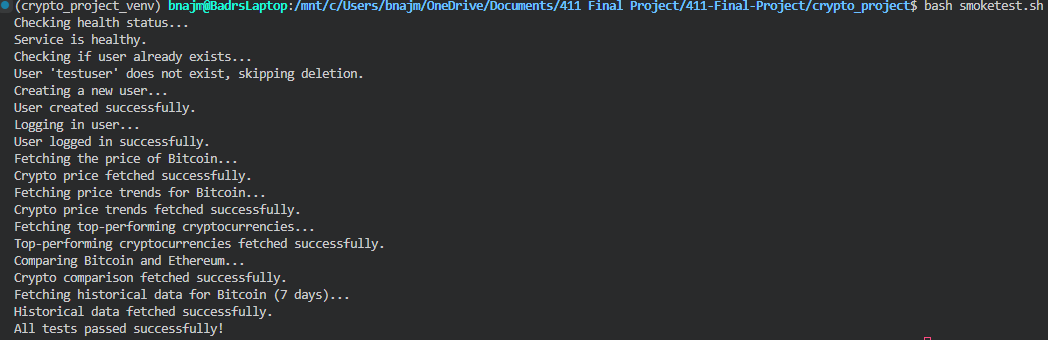 (crypto_project_venv) bnajm@BadrsLaptop:/mnt/c/Users/bnajm/OneDrive/Documents/411 Final Project/411-Final-Project/crypto_project$ bash smoketest.sh
Checking health status...
Service is healthy.
Checking if user already exists...
User 'testuser' does not exist, skipping deletion.
Creating a new user...
User created successfully.
Logging in user...
User logged in successfully.
Fetching the price of Bitcoin...
Crypto price fetched successfully.
Fetching price trends for Bitcoin...
Crypto price trends fetched successfully.
Fetching top-performing cryptocurrencies...
Top-performing cryptocurrencies fetched successfully.
Comparing Bitcoin and Ethereum...
Crypto comparison fetched successfully.
Fetching historical data for Bitcoin (7 days)...
Historical data fetched successfully.
All tests passed successfully!